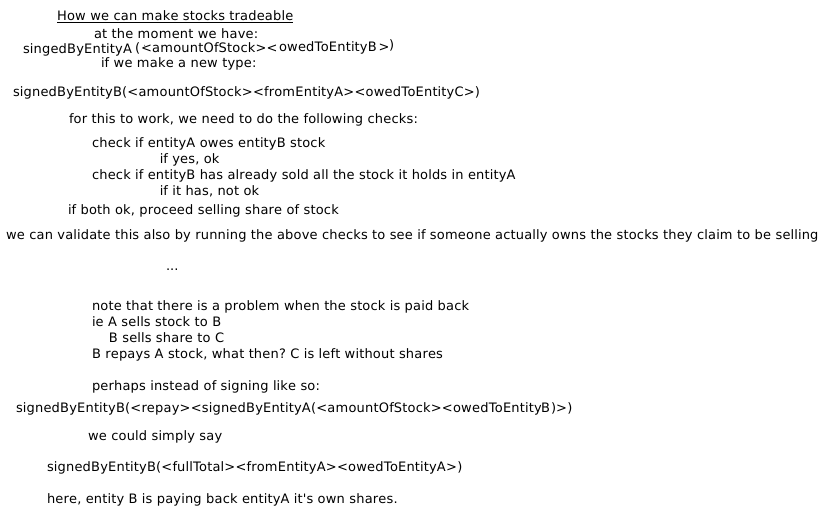 How we can make stocks tradeable
at the moment we have:
singedByEntityA (<amountOfStock><owedToEntityB>)
if we make a new type:
signedByEntityB(<amountOfStock><fromEntityA><owedToEntityC>)
for this to work, we need to do the following checks:
check if entityA owes entityB stock
if yes, ok
check if entityB has already sold all the stock it holds in entityA
if it has, not ok
if both ok, proceed selling share of stock
we can validate this also by running the above checks to see if someone actually owns the stocks they claim to be selling
...
note that there is a problem when the stock is paid back
ie A sells stock to B
B sells share to C
B repays A stock, what then? C is left without shares
perhaps instead of signing like so:
signedByEntityB(<repay><signedByEntityA(<amountOfStock><owedToEntityB)>)
we could simply say
signedByEntityB(<fullTotal><fromEntityA><owedToEntityA>)
here, entity B is paying back entityA it's own shares.